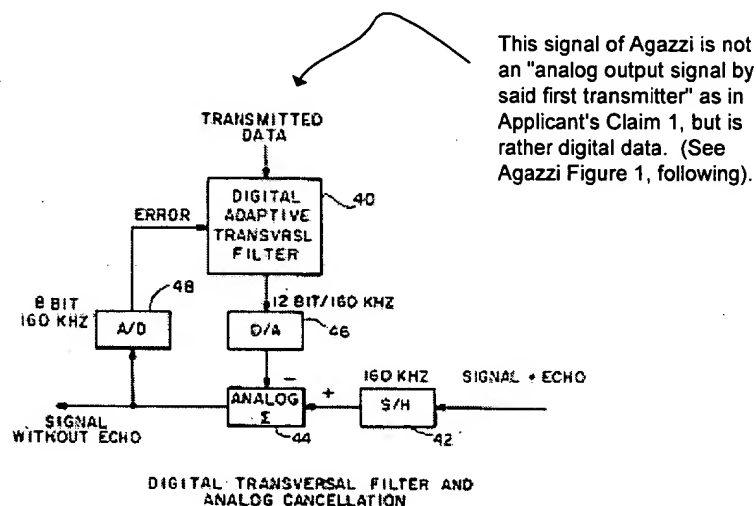 This signal of Agazzi is not
an "analog output signal by
said first transmitter" as in
Applicant's Claim 1, but is
rather digital data. (See
Agazzi Figure 1, following).
TRANSMITTED
DATA
DIGITAL
ADAPTIVE
TRANSVRSL
FILTER
40
ERROR
8 BIT
160 KHZ
A/D
48
12 BIT/160 KHZ
D/A
46
160 KHZ
SIGNAL + ECHO
S/H
42
ANALOG
Σ
44
-
+
SIGNAL
WITHOUT ECHO
DIGITAL TRANSVERSAL FILTER AND
ANALOG CANCELLATION